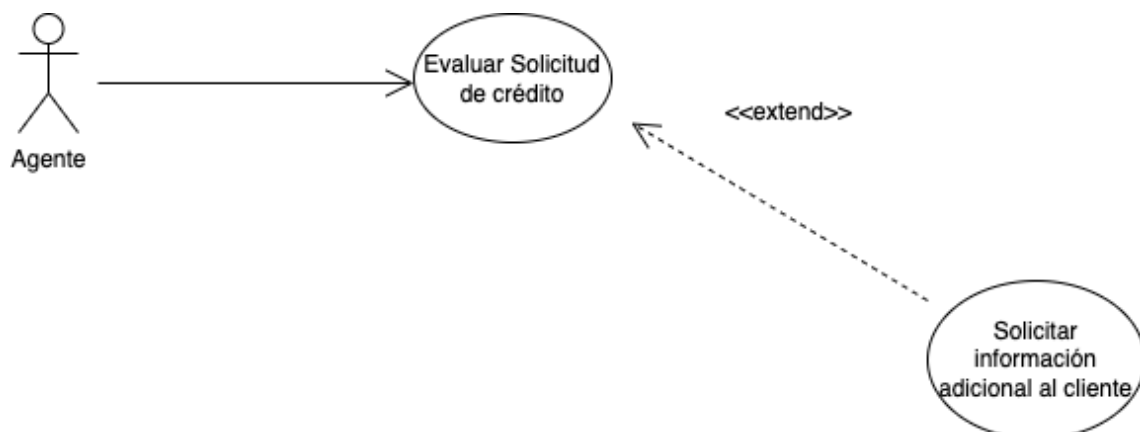 Evaluar Solicitud
de crédito
<<extend>>
Agente
Solicitar
información
adicional al cliente